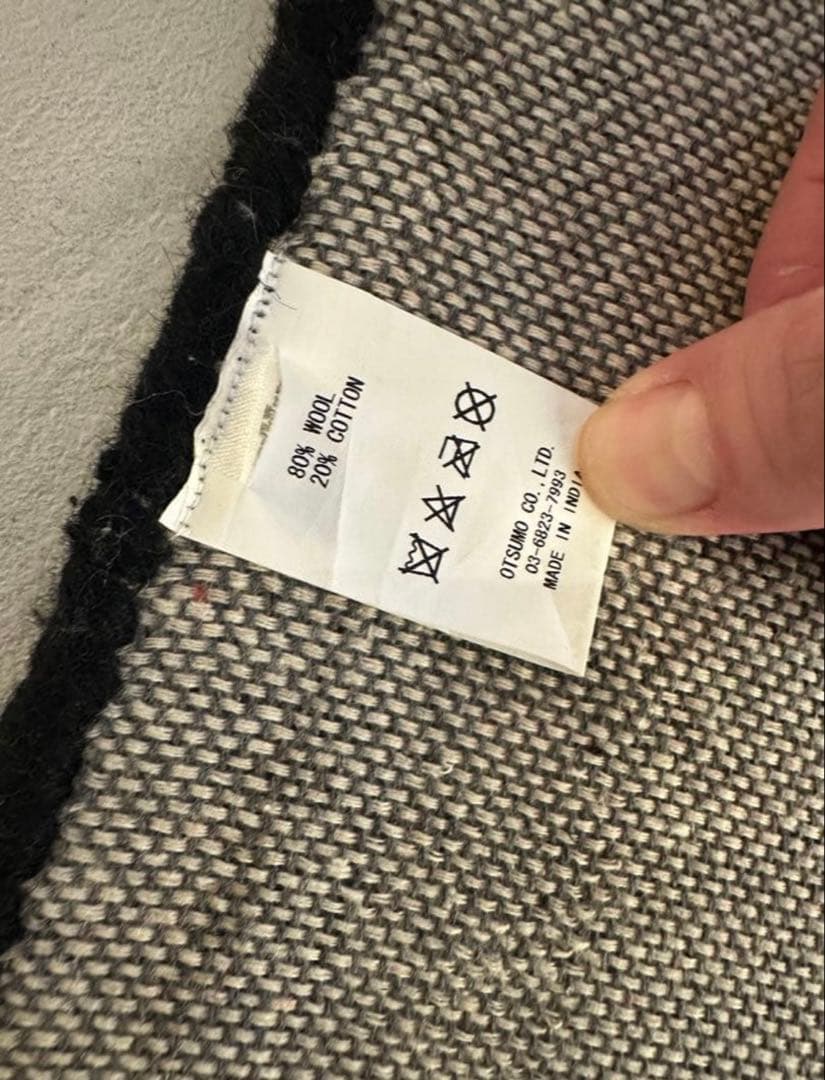 80% WOOL
20% COTTON
OTSUMO CO.,LTD.
03-6823-7993
MADE IN INDIA